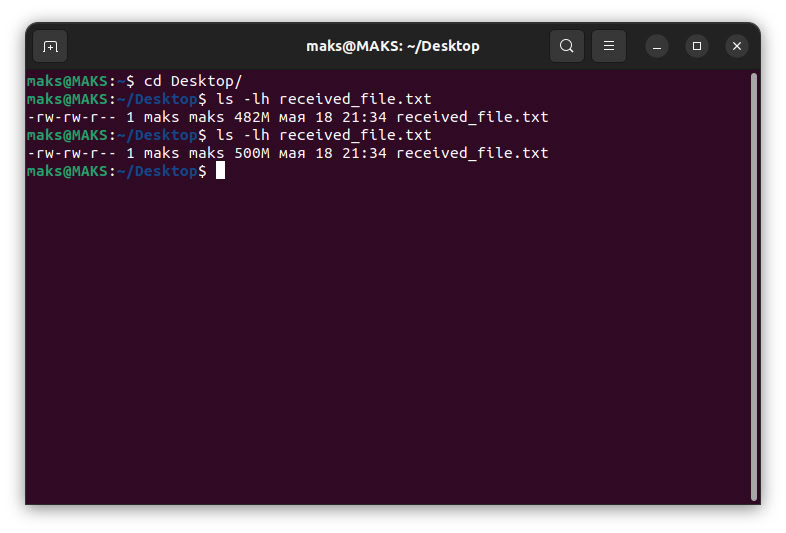 maks@MAKS: ~/Desktop
maks@MAKS:~$ cd Desktop/
maks@MAKS:~/Desktop$ ls -lh received_file.txt
-rw-rw-r-- 1 maks maks 482M мая 18 21:34 received_file.txt
maks@MAKS:~/Desktop$ ls -lh received_file.txt
-rw-rw-r-- 1 maks maks 500M мая 18 21:34 received_file.txt
maks@MAKS:~/Desktop$